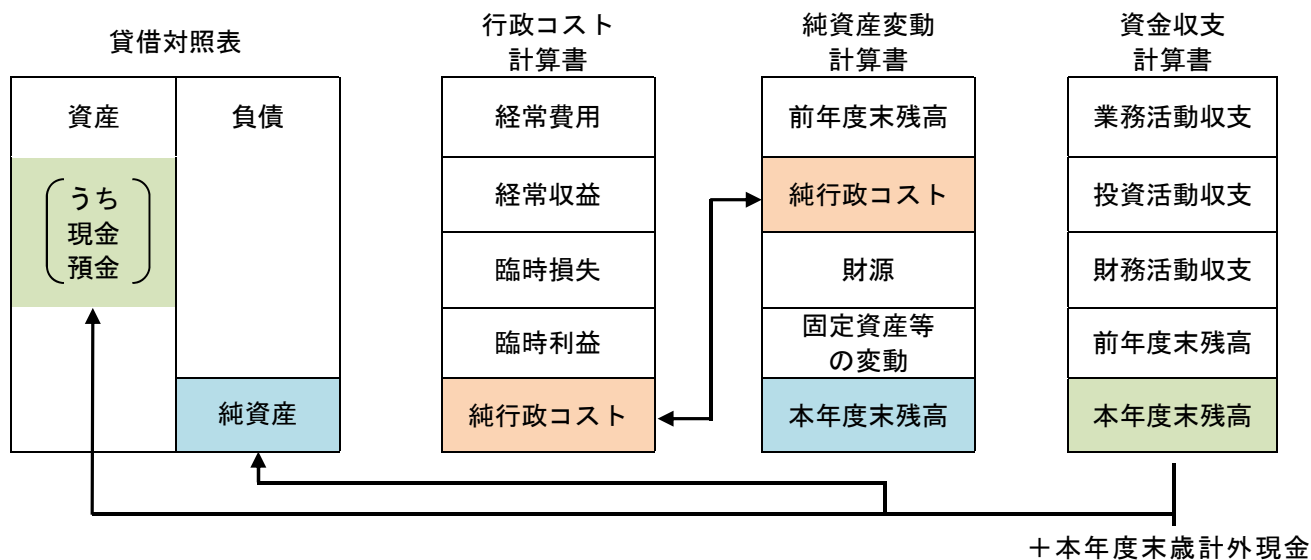 貸借対照表
資産
負債
うち
現金
預金
純資産
行政コスト
計算書
経常費用
経常収益
臨時損失
臨時利益
純行政コスト
純資産変動
計算書
前年度末残高
純行政コスト
財源
固定資産等
の変動
本年度末残高
資金収支
計算書
業務活動収支
投資活動収支
財務活動収支
前年度末残高
本年度末残高
＋本年度末歳計外現金